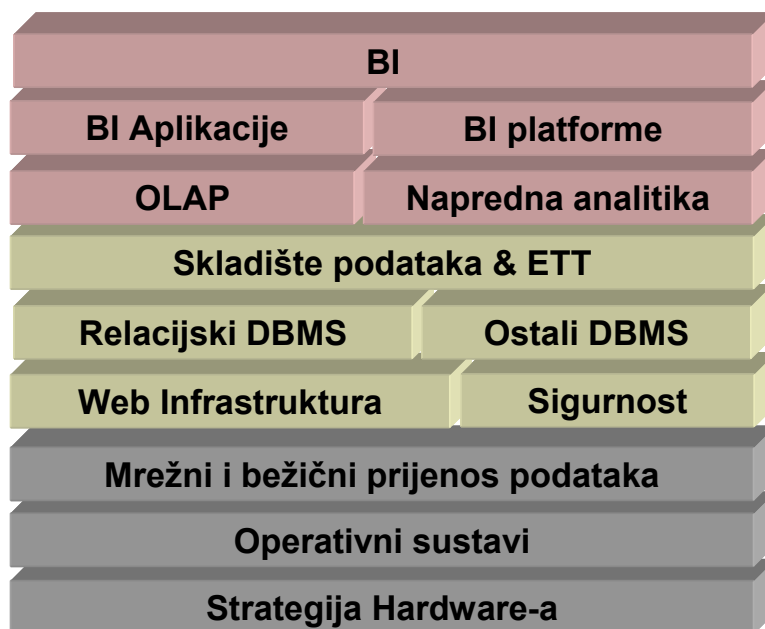 BI
BI Aplikacije
BI platforme
OLAP
Napredna analitika
Skladište podataka & ETT
Relacijski DBMS
Ostali DBMS
Web Infrastruktura
Sigurnost
Mrežni i bežični prijenos podataka
Operativni sustavi
Strategija Hardware-a